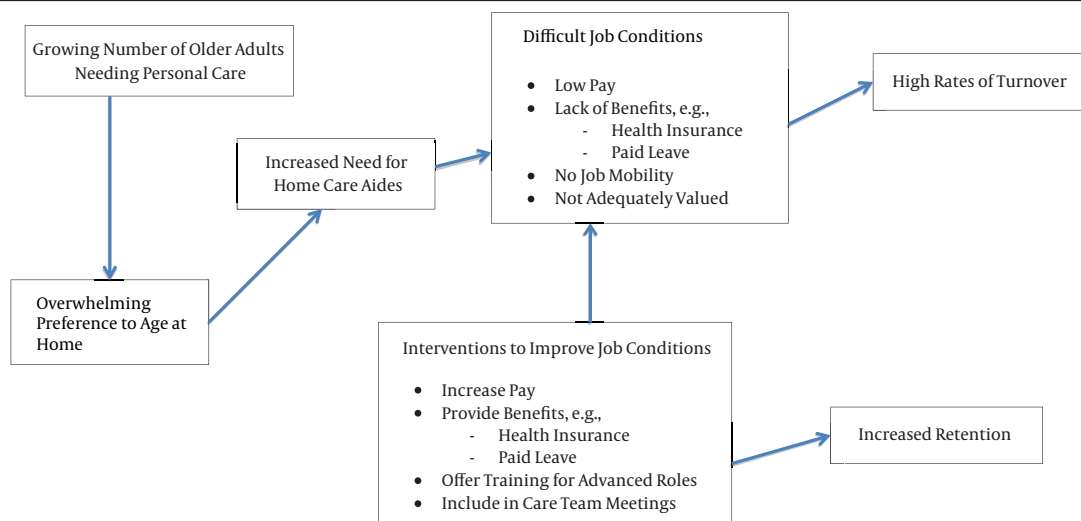 Growing Number of Older Adults
Needing Personal Care
Overwhelming
Preference to Age at
Home
Increased Need for
Home Care Aides
Difficult Job Conditions
• Low Pay
• Lack of Benefits, e.g.,
- Health Insurance
- Paid Leave
• No Job Mobility
• Not Adequately Valued
High Rates of Turnover
Interventions to Improve Job Conditions
• Increase Pay
• Provide Benefits, e.g.,
- Health Insurance
- Paid Leave
• Offer Training for Advanced Roles
• Include in Care Team Meetings
Increased Retention